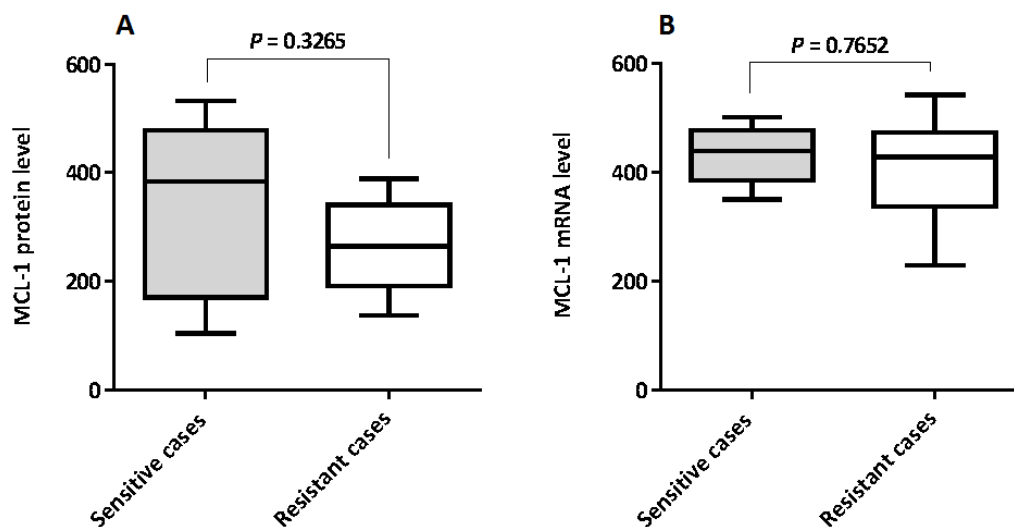 A
P = 0.3265
600
400
200
0
MCL-1 protein level
Sensitive cases
Resistant cases
B
P = 0.7652
600
400
200
0
MCL-1 mRNA level
Sensitive cases
Resistant cases